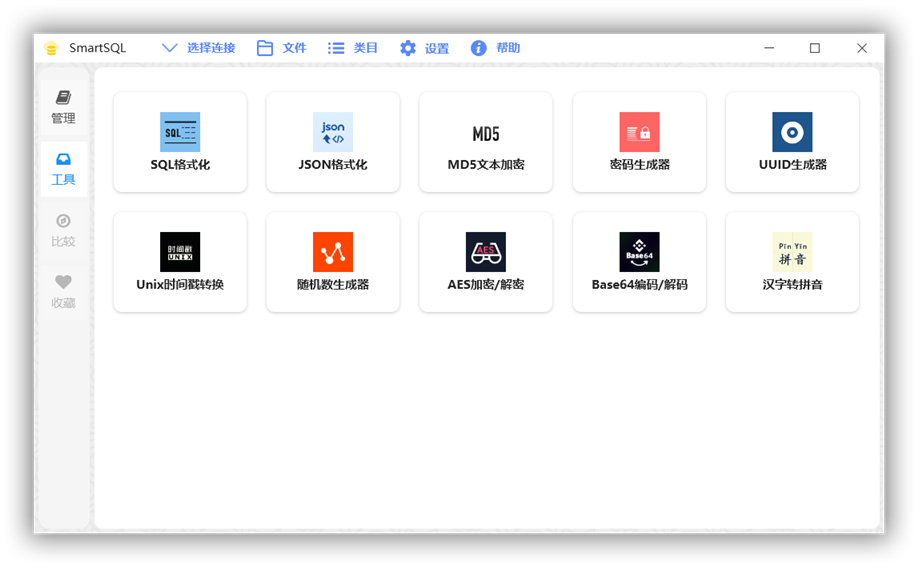 SmartSQL 选择连接 文件 类目 设置 帮助
管理
工具
比较
收藏
SQL
SQL格式化
json
</>
JSON格式化
MD5
MD5文本加密
密码生成器
UUID生成器
时间戳
UNIX
Unix时间戳转换
随机数生成器
AES
AES加密/解密
Base64
Base64编码/解码
Pin Yin
拼音
汉字转拼音